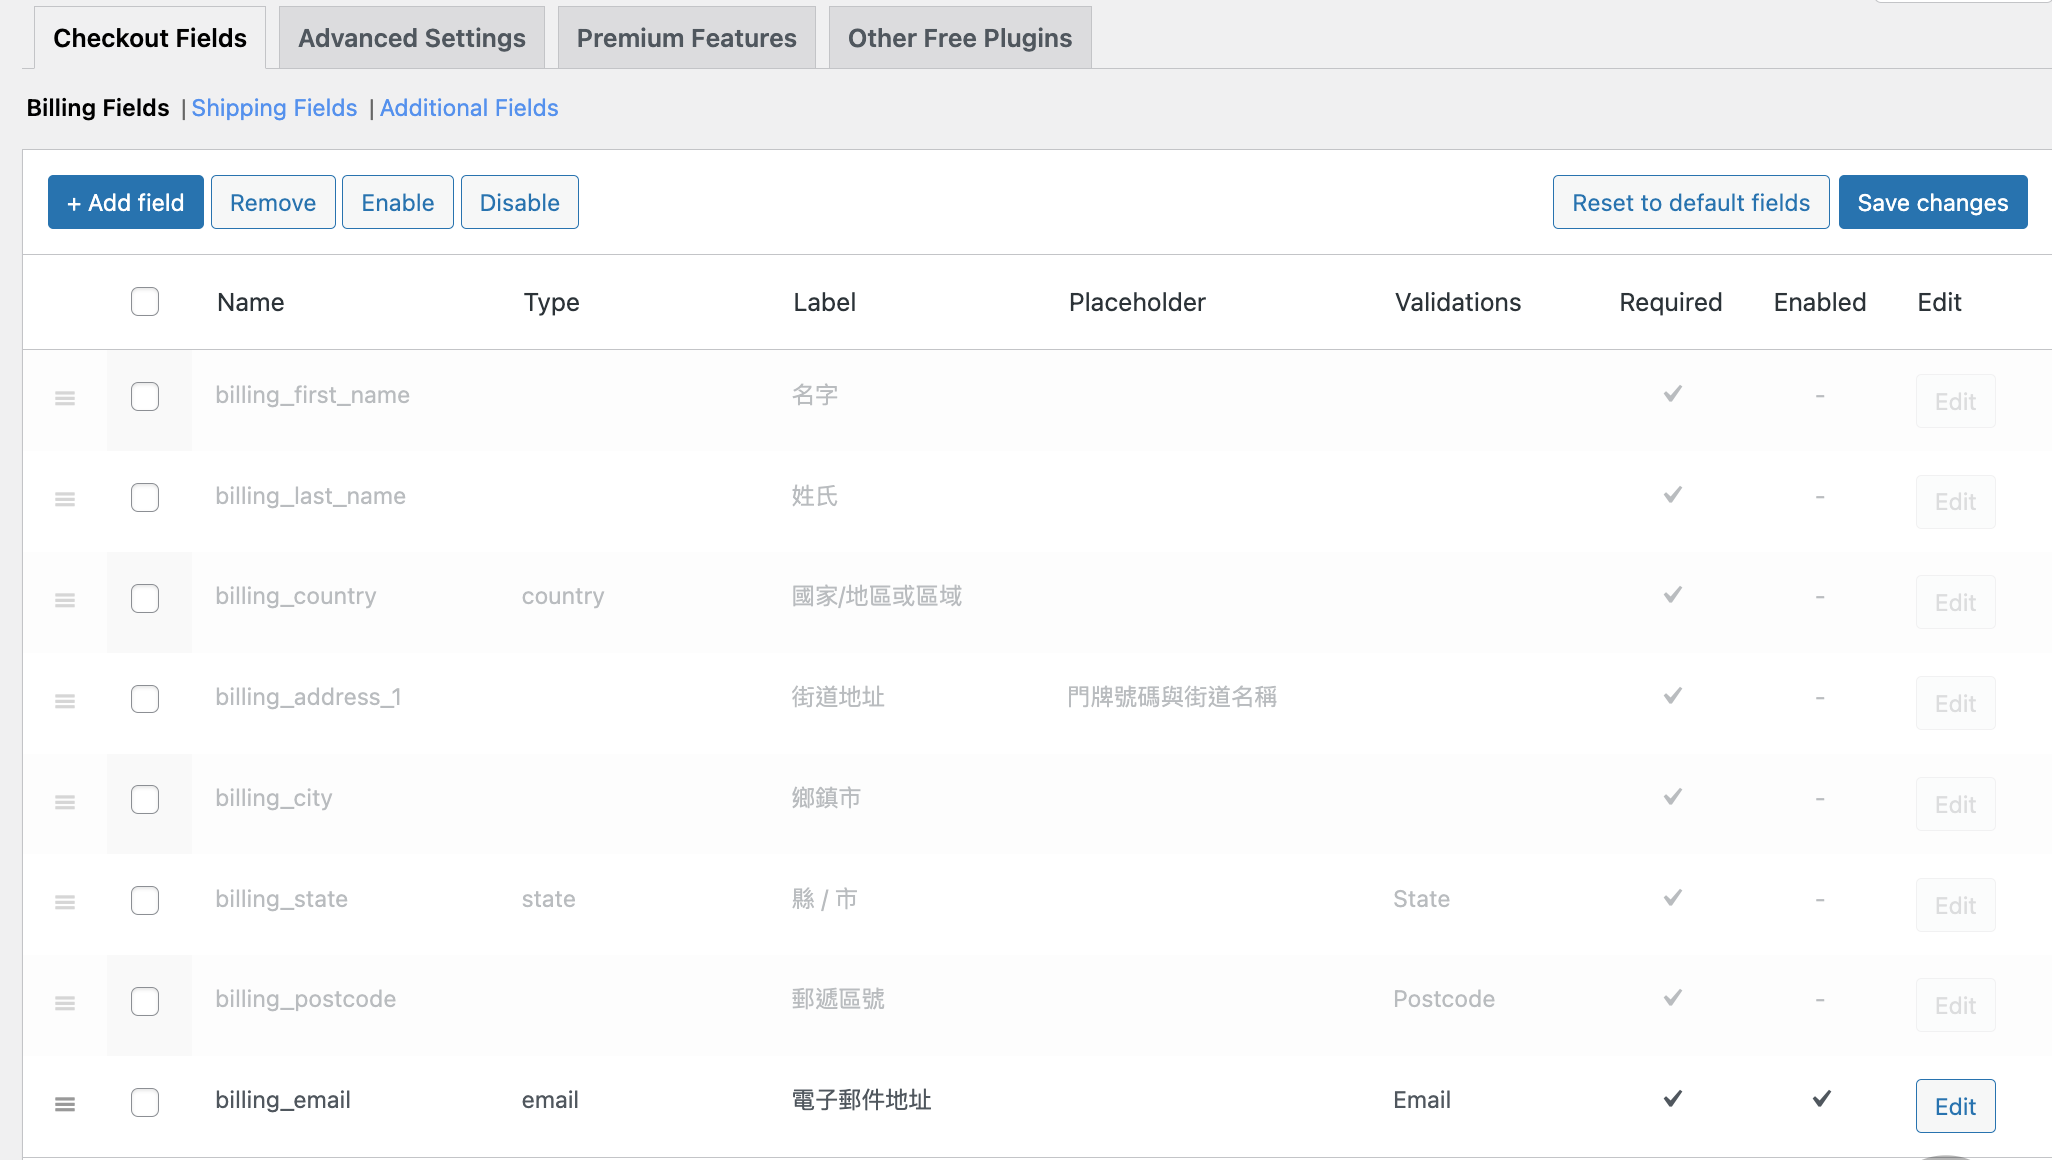 Checkout Fields Advanced Settings Premium Features Other Free Plugins
Billing Fields | Shipping Fields | Additional Fields
+ Add field Remove Enable Disable Reset to default fields Save changes
Name Type Label Placeholder Validations Required Enabled Edit
billing_first_name 名字 ✔ - Edit
billing_last_name 姓氏 ✔ - Edit
billing_country country 國家/地區或區域 ✔ - Edit
billing_address_1 街道地址 門牌號碼與街道名稱 ✔ - Edit
billing_city 鄉鎮市 ✔ - Edit
billing_state state 縣 / 市 State ✔ - Edit
billing_postcode 郵遞區號 Postcode ✔ - Edit
billing_email email 電子郵件地址 Email ✔ ✔ Edit